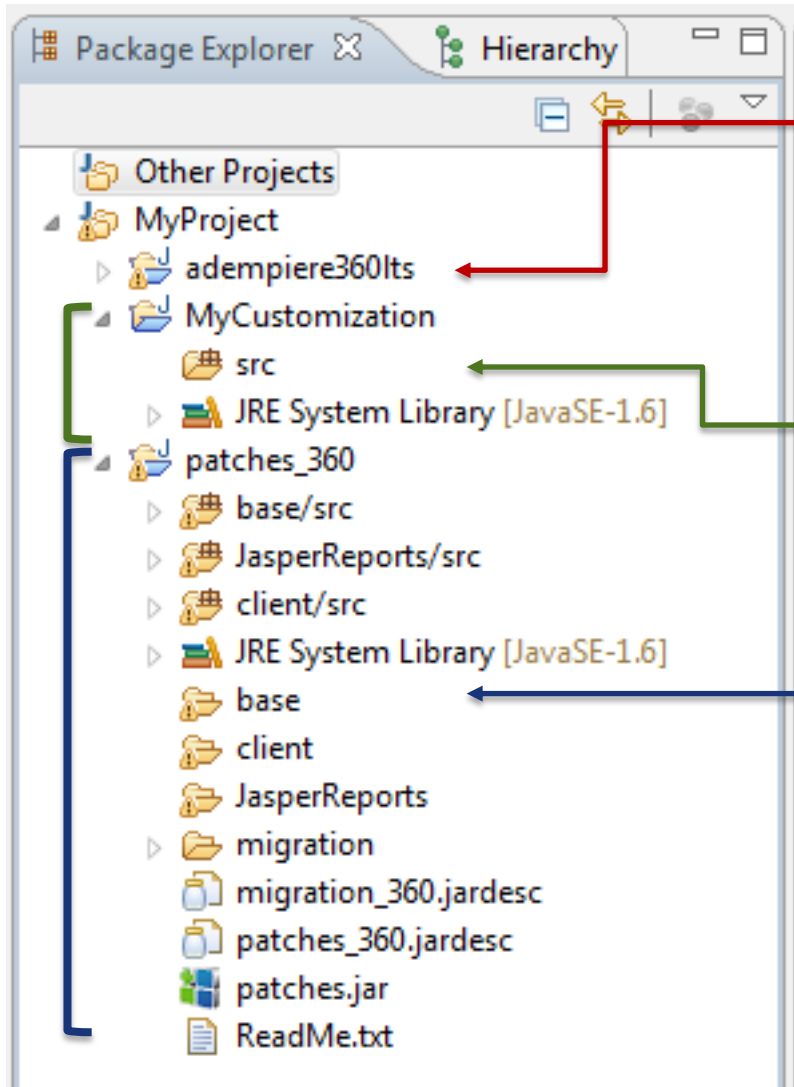 Package Explorer Hierarchy
Other Projects
MyProject
adempiere360lts
MyCustomization
src
JRE System Library [JavaSE-1.6]
patches_360
base/src
JasperReports/src
client/src
JRE System Library [JavaSE-1.6]
base
client
JasperReports
migration
migration_360.jardesc
patches_360.jardesc
patches.jar
ReadMe.txt